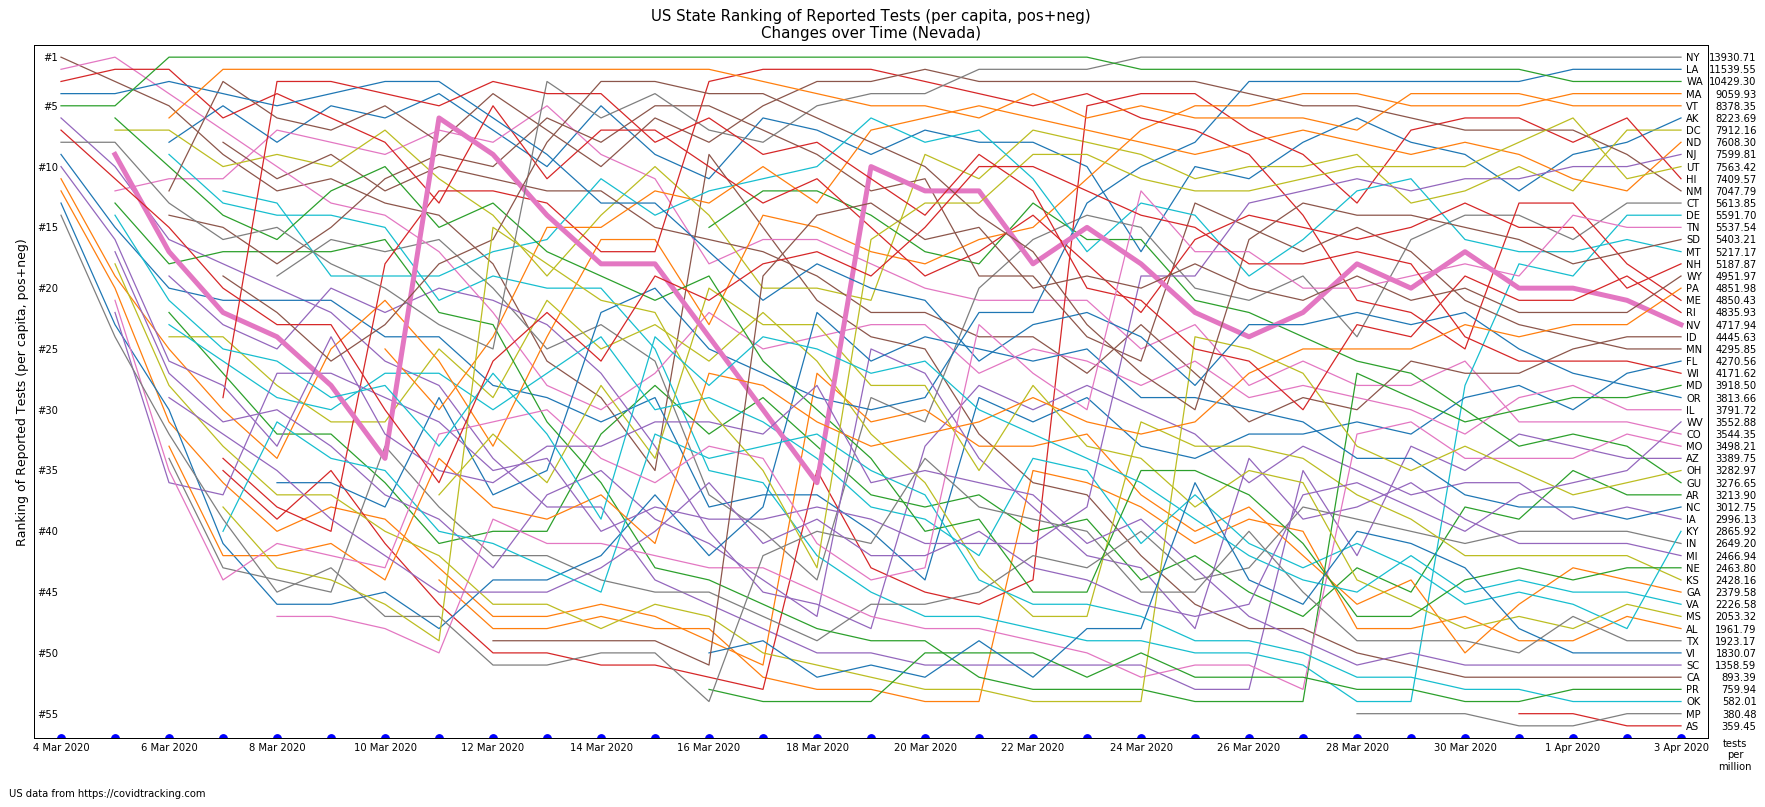 US State Ranking of Reported Tests (per capita, pos+neg)
Changes over Time (Nevada)
Ranking of Reported Tests (per capita, pos+neg)
#1
#5
#10
#15
#20
#25
#30
#35
#40
#45
#50
#55
NY 13930.71
LA 11539.55
WA 10429.30
MA 9059.93
VT 8378.35
AK 8223.69
DC 7912.16
ND 7608.30
NJ 7599.81
UT 7563.42
HI 7409.57
NM 7047.79
CT 5613.85
DE 5591.70
TN 5537.54
SD 5403.21
MT 5217.17
NH 5187.87
WY 4951.97
PA 4851.98
ME 4850.43
RI 4835.93
NV 4717.94
ID 4445.63
MN 4295.85
FL 4270.56
WI 4171.62
MD 3918.50
OR 3813.66
IL 3791.72
WV 3552.88
CO 3544.35
MO 3498.21
AZ 3389.75
OH 3282.97
GU 3276.65
AR 3213.90
NC 3012.75
IA 2996.13
KY 2865.92
IN 2649.20
MI 2466.94
NE 2463.80
KS 2428.16
GA 2379.58
VA 2226.58
MS 2053.32
AL 1961.79
TX 1923.17
VI 1830.07
SC 1358.59
CA 893.39
PR 759.94
OK 582.01
MP 380.48
AS 359.45
4 Mar 2020 6 Mar 2020 8 Mar 2020 10 Mar 2020 12 Mar 2020 14 Mar 2020 16 Mar 2020 18 Mar 2020 20 Mar 2020 22 Mar 2020 24 Mar 2020 26 Mar 2020 28 Mar 2020 30 Mar 2020 1 Apr 2020 3 Apr 2020
tests
per
million
US data from https://covidtracking.com